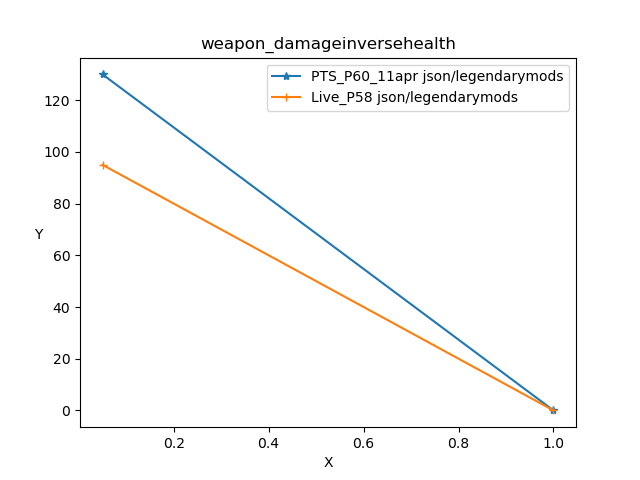 weapon_damageinversehealth
PTS_P60_11apr json/legendarymods
Live_P58 json/legendarymods
120
100
80
Y
60
40
20
0
0.2 0.4 0.6 0.8 1.0
X